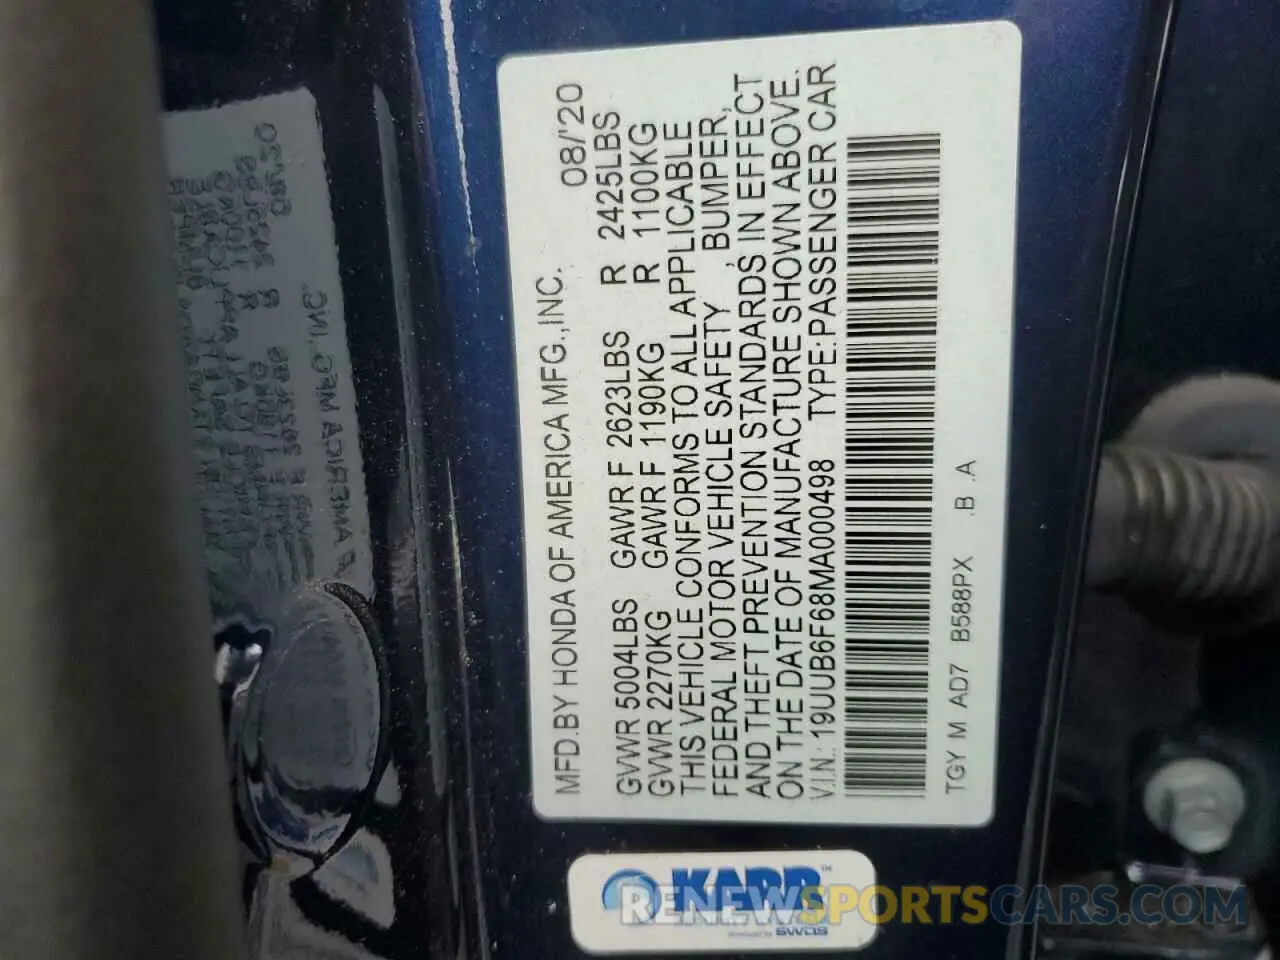 MFD.BY HONDA OF AMERICA MFG.,INC. 08/'20
GVWR 5004LBS GAWR F 2623LBS R 2425LBS
GVWR 2270KG GAWR F 1190KG R 1100KG
THIS VEHICLE CONFORMS TO ALL APPLICABLE
FEDERAL MOTOR VEHICLE SAFETY , BUMPER,
AND THEFT PREVENTION STANDARDS IN EFFECT
ON THE DATE OF MANUFACTURE SHOWN ABOVE.
V.I.N.: 19UUB6F68MA000498 TYPE:PASSENGER CAR
TGY M AD7 B588PX .B .A
KARR™
SWDS
RENEWSPORTSCARS.COM